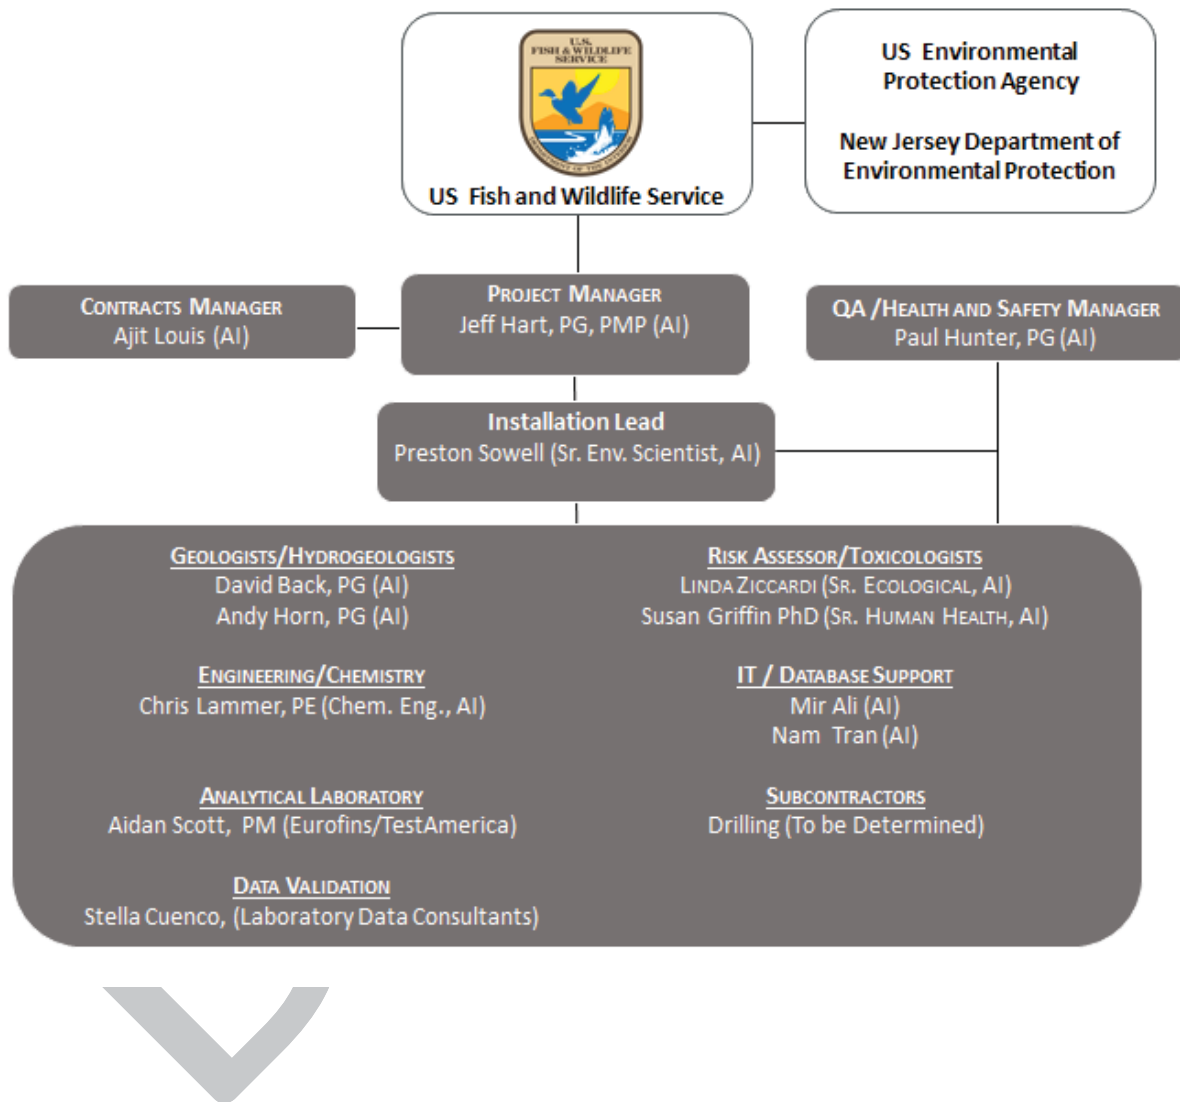 U.S.
FISH & WILDLIFE
SERVICE
DEPARTMENT OF THE INTERIOR
US Fish and Wildlife Service
US Environmental
Protection Agency
New Jersey Department of
Environmental Protection
CONTRACTS MANAGER
Ajit Louis (AI)
PROJECT MANAGER
Jeff Hart, PG, PMP (AI)
QA /HEALTH AND SAFETY MANAGER
Paul Hunter, PG (AI)
Installation Lead
Preston Sowell (Sr. Env. Scientist, AI)
GEOLOGISTS/HYDROGEOLOGISTS
David Back, PG (AI)
Andy Horn, PG (AI)
RISK ASSESSOR/TOXICOLOGISTS
LINDA ZICCARDI (SR. ECOLOGICAL, AI)
Susan Griffin PhD (SR. HUMAN HEALTH, AI)
ENGINEERING/CHEMISTRY
Chris Lammer, PE (Chem. Eng., AI)
IT / DATABASE SUPPORT
Mir Ali (AI)
Nam Tran (AI)
ANALYTICAL LABORATORY
Aidan Scott, PM (Eurofins/TestAmerica)
SUBCONTRACTORS
Drilling (To be Determined)
DATA VALIDATION
Stella Cuenco, (Laboratory Data Consultants)